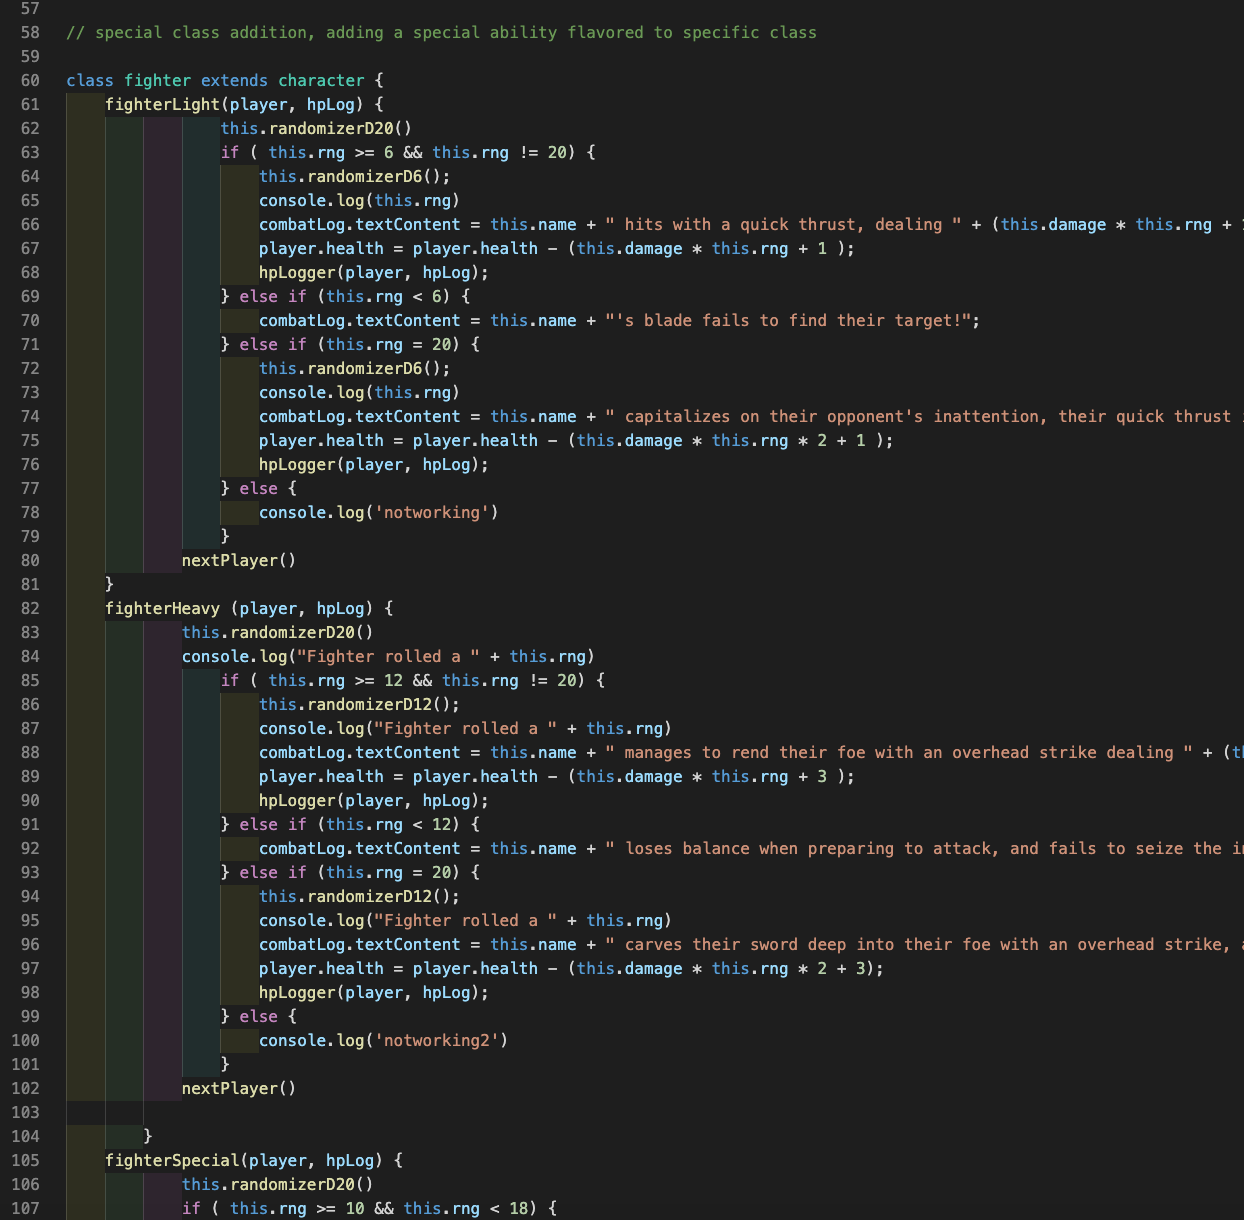 57
58 // special class addition, adding a special ability flavored to specific class
59
60 class fighter extends character {
61 fighterLight(player, hpLog) {
62 this.randomizerD20()
63 if ( this.rng >= 6 && this.rng != 20) {
64 this.randomizerD6();
65 console.log(this.rng)
66 combatLog.textContent = this.name + " hits with a quick thrust, dealing " + (this.damage * this.rng +
67 player.health = player.health - (this.damage * this.rng + 1 );
68 hpLogger(player, hpLog);
69 } else if (this.rng < 6) {
70 combatLog.textContent = this.name + "'s blade fails to find their target!";
71 } else if (this.rng = 20) {
72 this.randomizerD6();
73 console.log(this.rng)
74 combatLog.textContent = this.name + " capitalizes on their opponent's inattention, their quick thrust
75 player.health = player.health - (this.damage * this.rng * 2 + 1 );
76 hpLogger(player, hpLog);
77 } else {
78 console.log('notworking')
79 }
80 nextPlayer()
81 }
82 fighterHeavy (player, hpLog) {
83 this.randomizerD20()
84 console.log("Fighter rolled a " + this.rng)
85 if ( this.rng >= 12 && this.rng != 20) {
86 this.randomizerD12();
87 console.log("Fighter rolled a " + this.rng)
88 combatLog.textContent = this.name + " manages to rend their foe with an overhead strike dealing " + (
89 player.health = player.health - (this.damage * this.rng + 3 );
90 hpLogger(player, hpLog);
91 } else if (this.rng < 12) {
92 combatLog.textContent = this.name + " loses balance when preparing to attack, and fails to seize the
93 } else if (this.rng = 20) {
94 this.randomizerD12();
95 console.log("Fighter rolled a " + this.rng)
96 combatLog.textContent = this.name + " carves their sword deep into their foe with an overhead strike,
97 player.health = player.health - (this.damage * this.rng * 2 + 3);
98 hpLogger(player, hpLog);
99 } else {
100 console.log('notworking2')
101 }
102 nextPlayer()
103
104 }
105 fighterSpecial(player, hpLog) {
106 this.randomizerD20()
107 if ( this.rng >= 10 && this.rng < 18) {